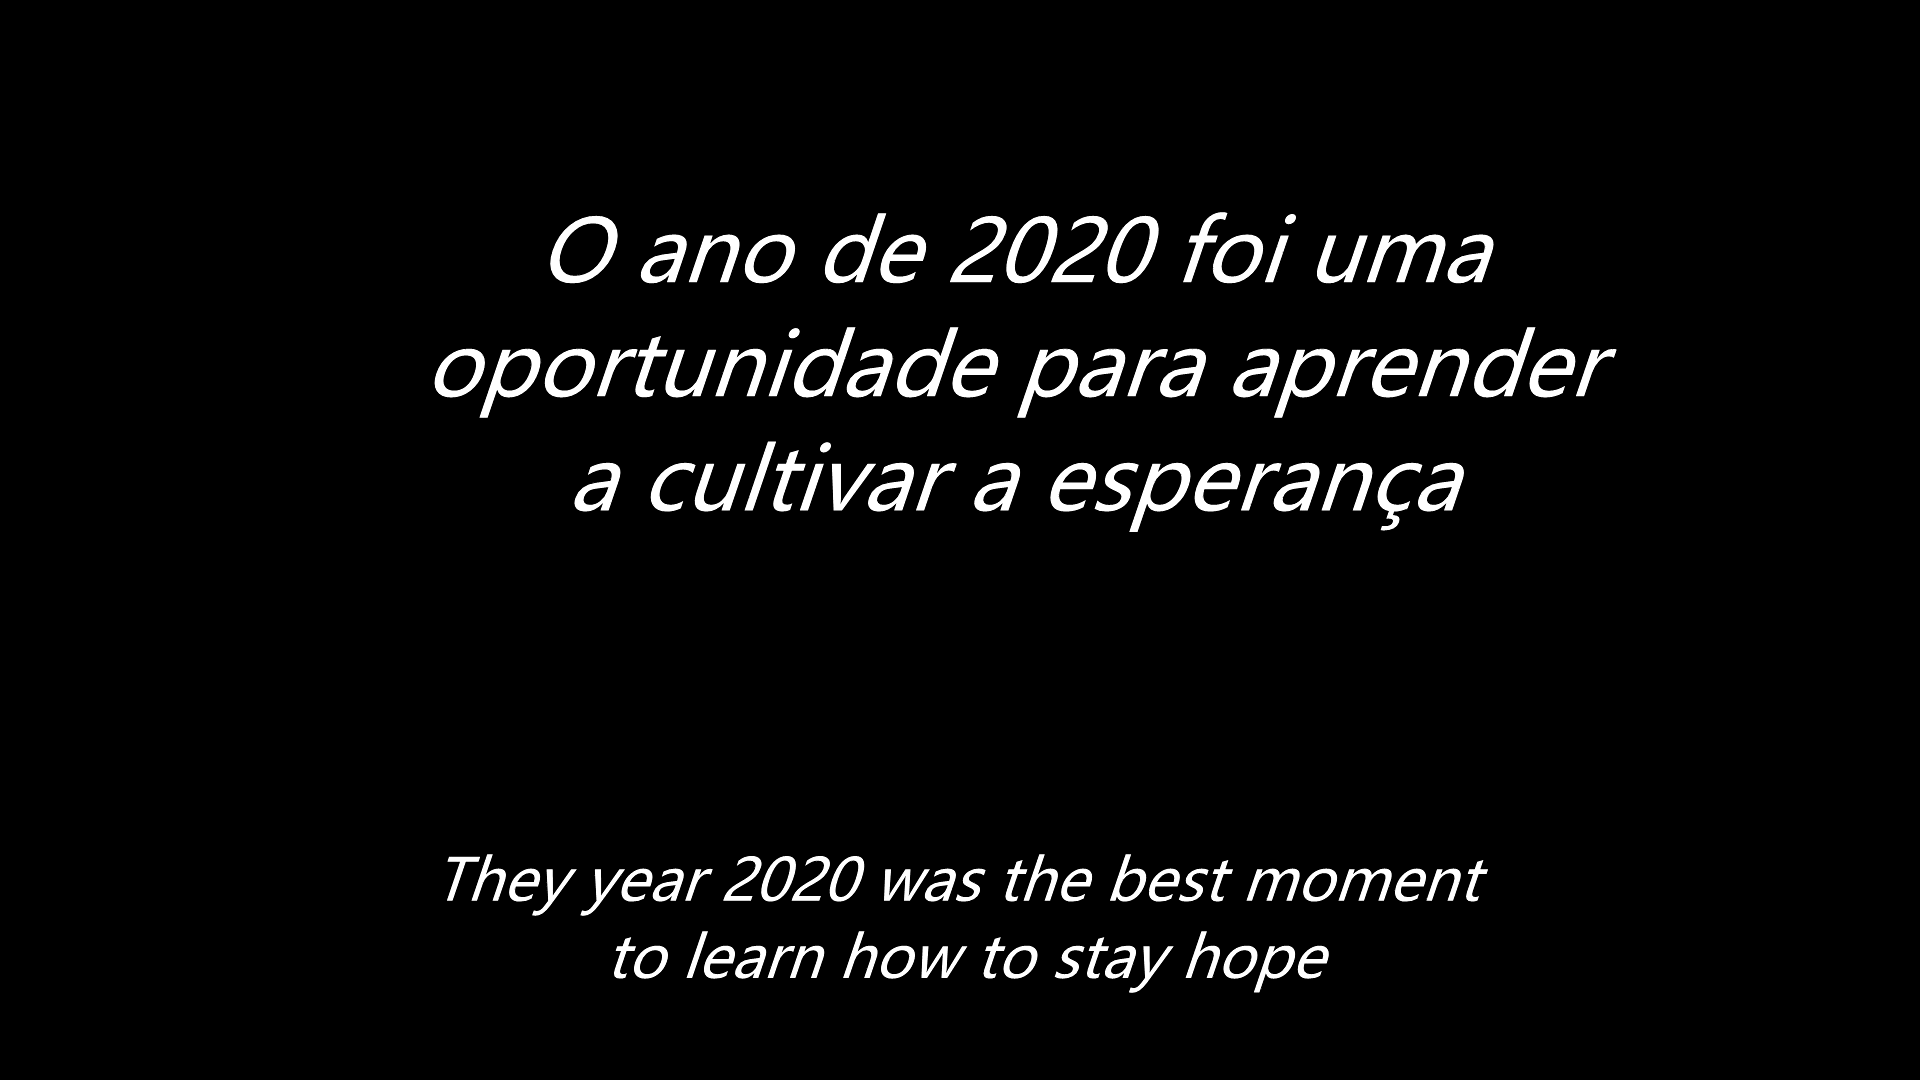 O ano de 2020 foi uma
oportunidade para aprender
a cultivar a esperança
They year 2020 was the best moment
to learn how to stay hope